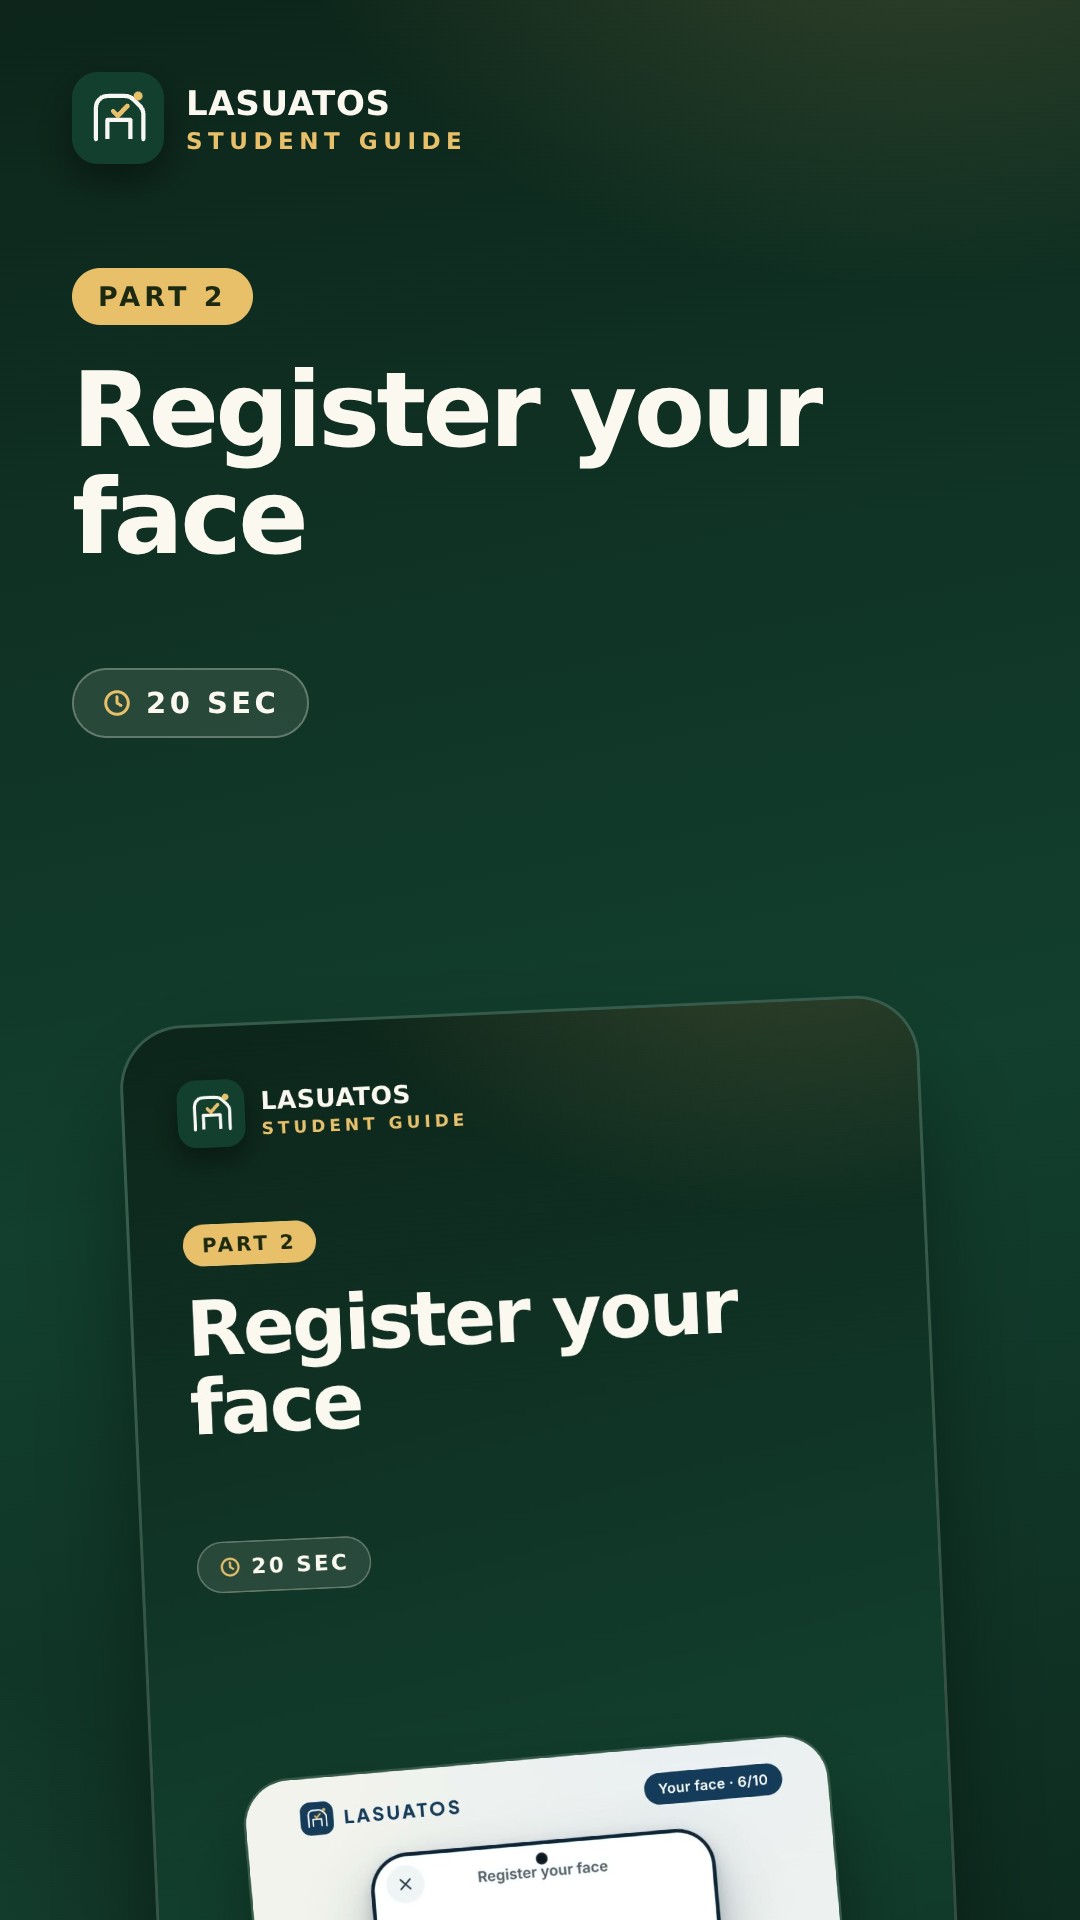 LASUATOS
STUDENT GUIDE
PART 2
Register your
face
20 SEC
LASUATOS
STUDENT GUIDE
PART 2
Register your
face
20 SEC
LASUATOS
Your face · 6/10
Register your face